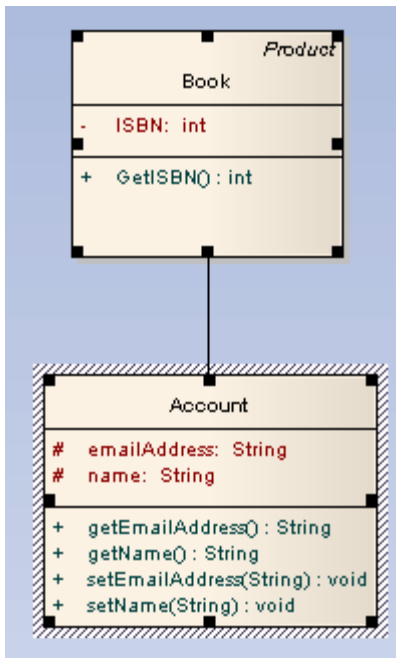 Product
Book
- ISBN: int
+ GetISBN() : int
Account
# emailAddress: String
# name: String
+ getEmailAddress() : String
+ getName() : String
+ setEmailAddress(String) : void
+ setName(String) : void